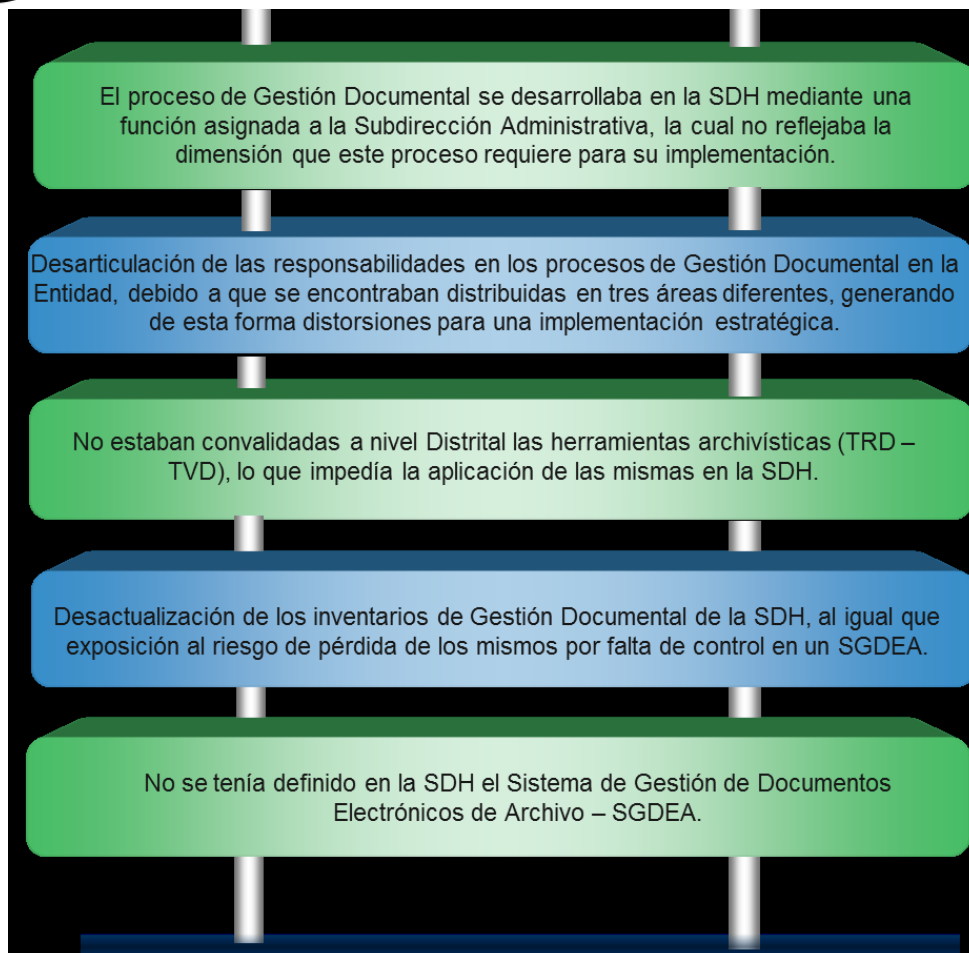 El proceso de Gestión Documental se desarrollaba en la SDH mediante una
función asignada a la Subdirección Administrativa, la cual no reflejaba la
dimensión que este proceso requiere para su implementación.
Desarticulación de las responsabilidades en los procesos de Gestión Documental en la
Entidad, debido a que se encontraban distribuidas en tres áreas diferentes, generando
de esta forma distorsiones para una implementación estratégica.
No estaban convalidadas a nivel Distrital las herramientas archivísticas (TRD –
TVD), lo que impedía la aplicación de las mismas en la SDH.
Desactualización de los inventarios de Gestión Documental de la SDH, al igual que
exposición al riesgo de pérdida de los mismos por falta de control en un SGDEA.
No se tenía definido en la SDH el Sistema de Gestión de Documentos
Electrónicos de Archivo – SGDEA.